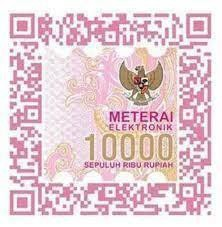 METERAI
ELEKTRONIK
10000
SEPULUH RIBU RUPIAH